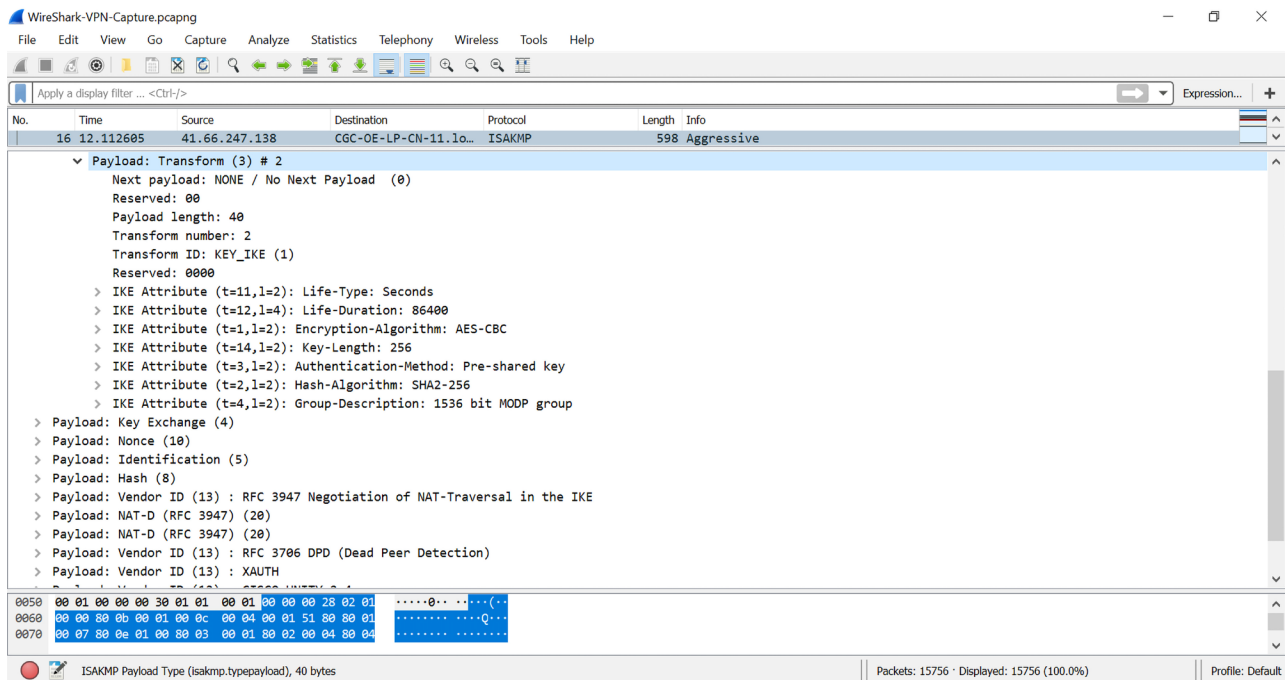 WireShark-VPN-Capture.pcapng
File Edit View Go Capture Analyze Statistics Telephony Wireless Tools Help
Apply a display filter ... <Ctrl-/> Expression... +
No. Time Source Destination Protocol Length Info
16 12.112605 41.66.247.138 CGC-OE-LP-CN-11.lo… ISAKMP 598 Aggressive
Payload: Transform (3) # 2
Next payload: NONE / No Next Payload (0)
Reserved: 00
Payload length: 40
Transform number: 2
Transform ID: KEY_IKE (1)
Reserved: 0000
IKE Attribute (t=11,l=2): Life-Type: Seconds
IKE Attribute (t=12,l=4): Life-Duration: 86400
IKE Attribute (t=1,l=2): Encryption-Algorithm: AES-CBC
IKE Attribute (t=14,l=2): Key-Length: 256
IKE Attribute (t=3,l=2): Authentication-Method: Pre-shared key
IKE Attribute (t=2,l=2): Hash-Algorithm: SHA2-256
IKE Attribute (t=4,l=2): Group-Description: 1536 bit MODP group
Payload: Key Exchange (4)
Payload: Nonce (10)
Payload: Identification (5)
Payload: Hash (8)
Payload: Vendor ID (13) : RFC 3947 Negotiation of NAT-Traversal in the IKE
Payload: NAT-D (RFC 3947) (20)
Payload: NAT-D (RFC 3947) (20)
Payload: Vendor ID (13) : RFC 3706 DPD (Dead Peer Detection)
Payload: Vendor ID (13) : XAUTH
0050 00 01 00 00 00 30 01 01 00 01 00 00 00 28 02 01 ·····0·· ·····(··
0060 00 00 80 0b 00 01 00 0c 00 04 00 01 51 80 80 01 ········ ····Q···
0070 00 07 80 0e 01 00 80 03 00 01 80 02 00 04 80 04 ········ ········
ISAKMP Payload Type (isakmp.typepayload), 40 bytes Packets: 15756 · Displayed: 15756 (100.0%) Profile: Default